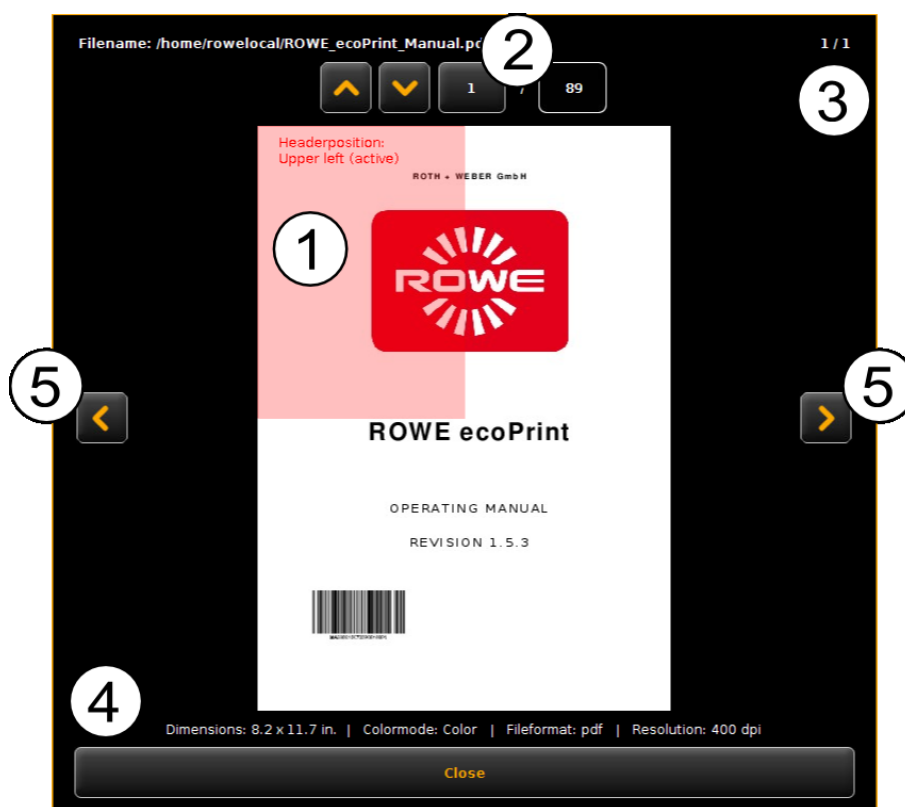 Filename: /home/rowelocal/ROWE_ecoPrint_Manual.pd
2
1 / 1
1 / 89
3
Headerposition:
Upper left (active)
ROTH + WEBER GmbH
1
ROWE
5
5
ROWE ecoPrint
OPERATING MANUAL
REVISION 1.5.3
4
Dimensions: 8.2 x 11.7 in. | Colormode: Color | Fileformat: pdf | Resolution: 400 dpi
Close